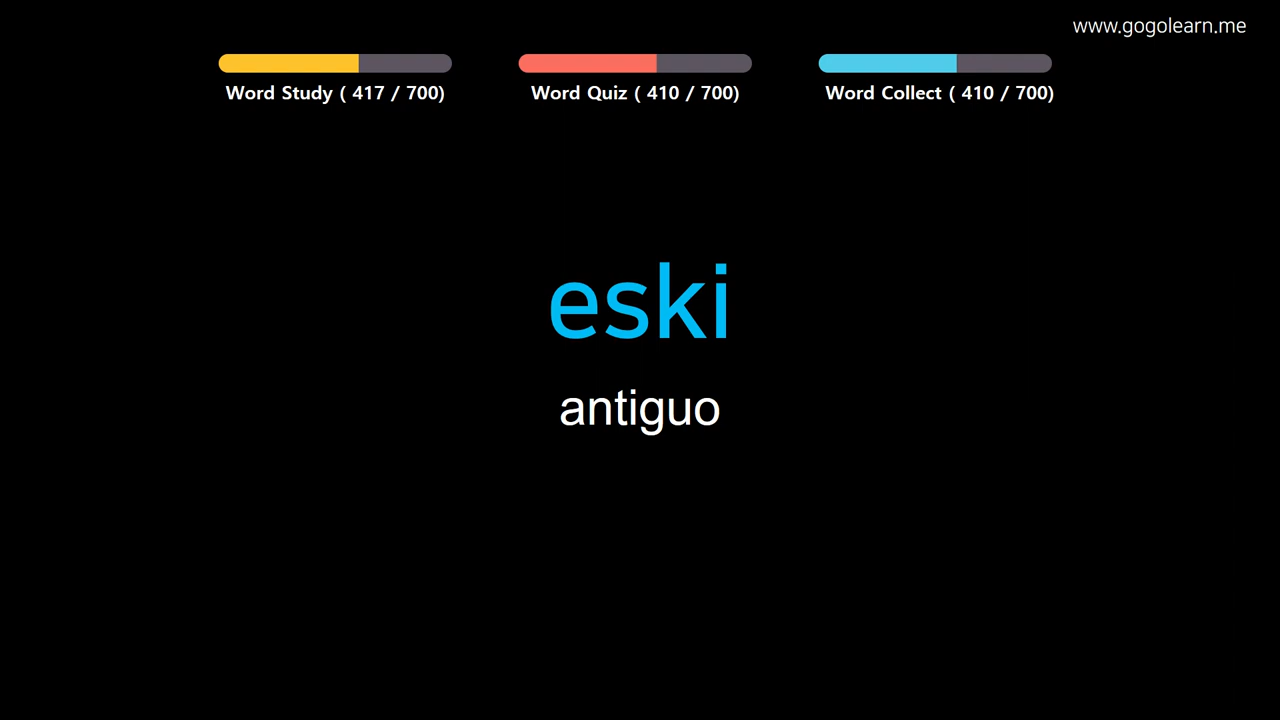 www.gogolearn.me
Word Study ( 417 / 700)
Word Quiz ( 410 / 700)
Word Collect ( 410 / 700)
eski
antiguo